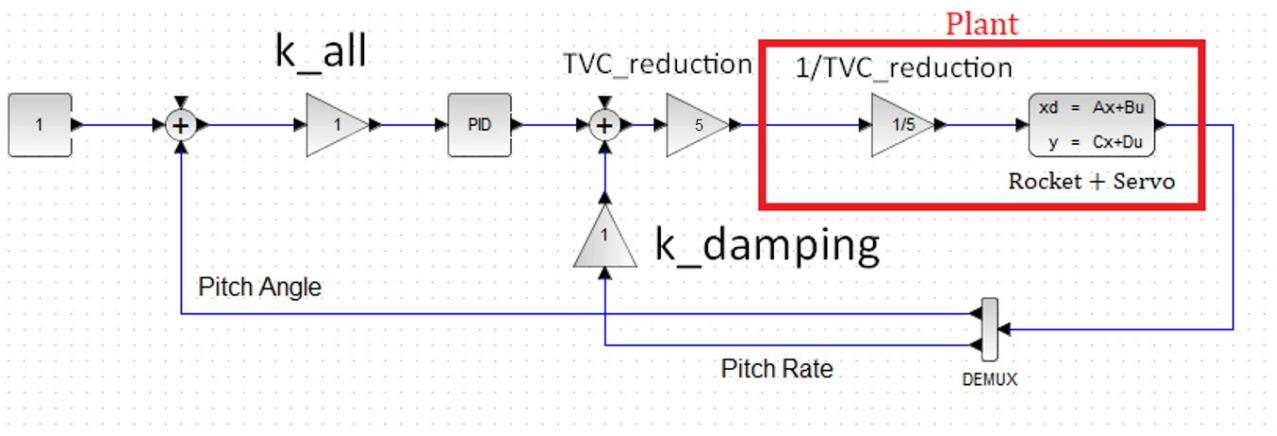 Plant
k_all
TVC_reduction
1/TVC_reduction
1
+
1
PID
+
5
1/5
xd = Ax+Bu
y = Cx+Du
Rocket + Servo
1
k_damping
Pitch Angle
Pitch Rate
DEMUX